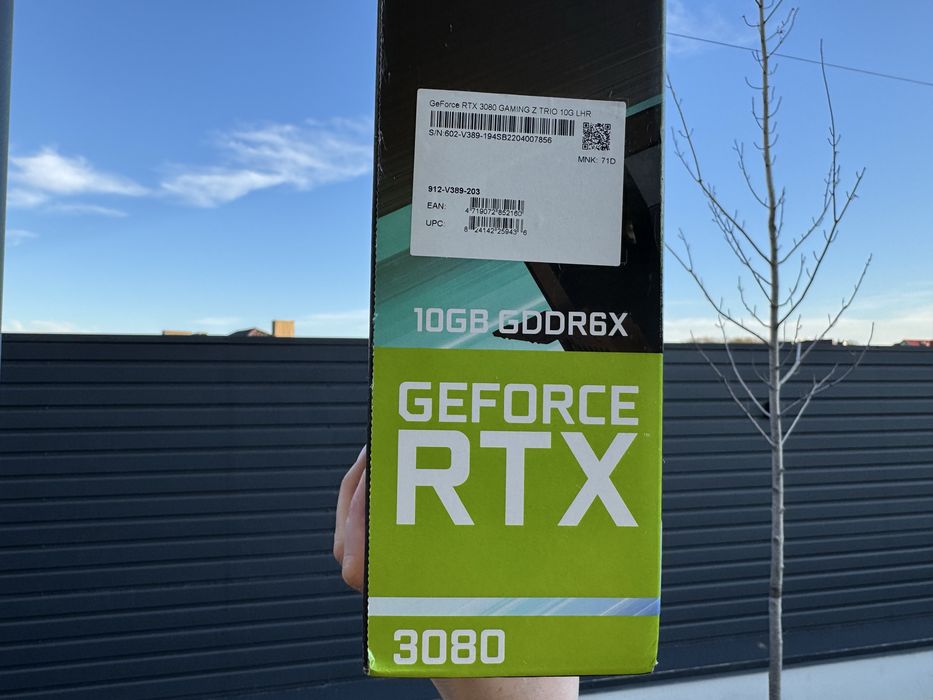 GeForce RTX 3080 GAMING Z TRIO 10G LHR
S/N:602-V389-194SB2204007856
MNK: 71D
912-V389-203
EAN:
4 719072 852160
UPC:
8 24142 25943 6
10GB GDDR6X
GEFORCE
RTX
3080